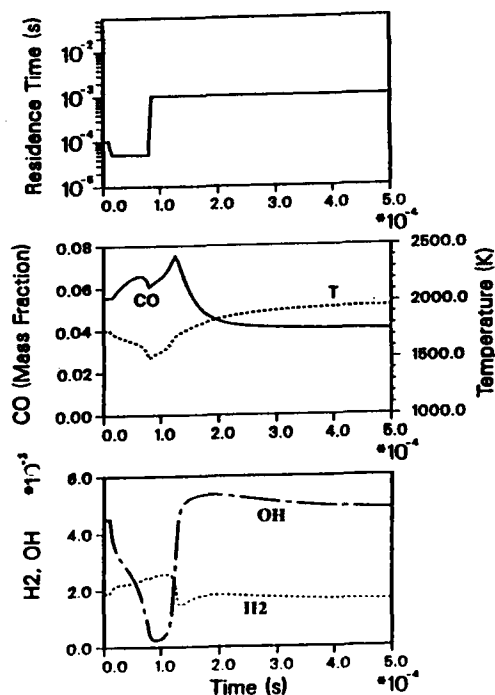 Residence Time (s)
10⁻²
10⁻³
10⁻⁴
10⁻⁵
0.0 1.0 2.0 3.0 4.0 5.0
*10⁻⁴
CO (Mass Fraction)
0.08
0.06
0.04
0.02
0.00
CO
T
2500.0
2000.0
1500.0
1000.0
Temperature (K)
0.0 1.0 2.0 3.0 4.0 5.0
*10⁻⁴
H2, OH
*10⁻³
6.0
4.0
2.0
0.0
OH
H2
0.0 1.0 2.0 3.0 4.0 5.0
Time (s)
*10⁻⁴